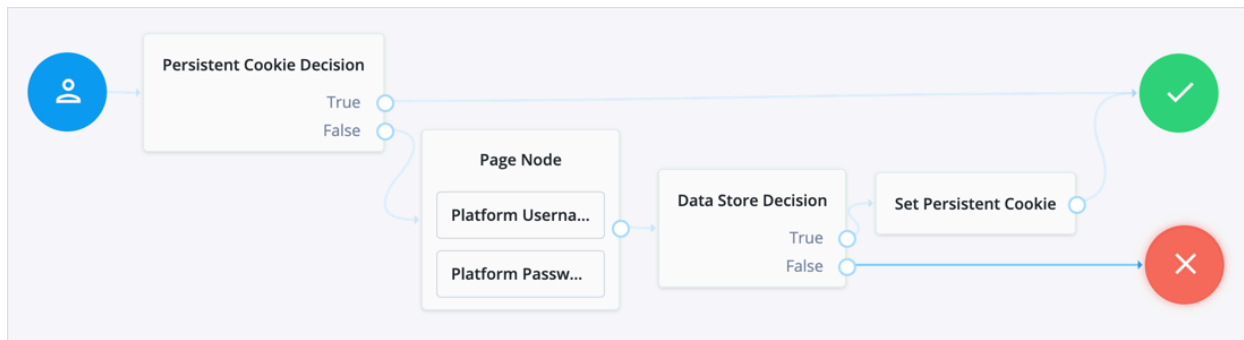 Persistent Cookie Decision
True
False
Page Node
Platform Userna...
Platform Passw...
Data Store Decision
True
False
Set Persistent Cookie